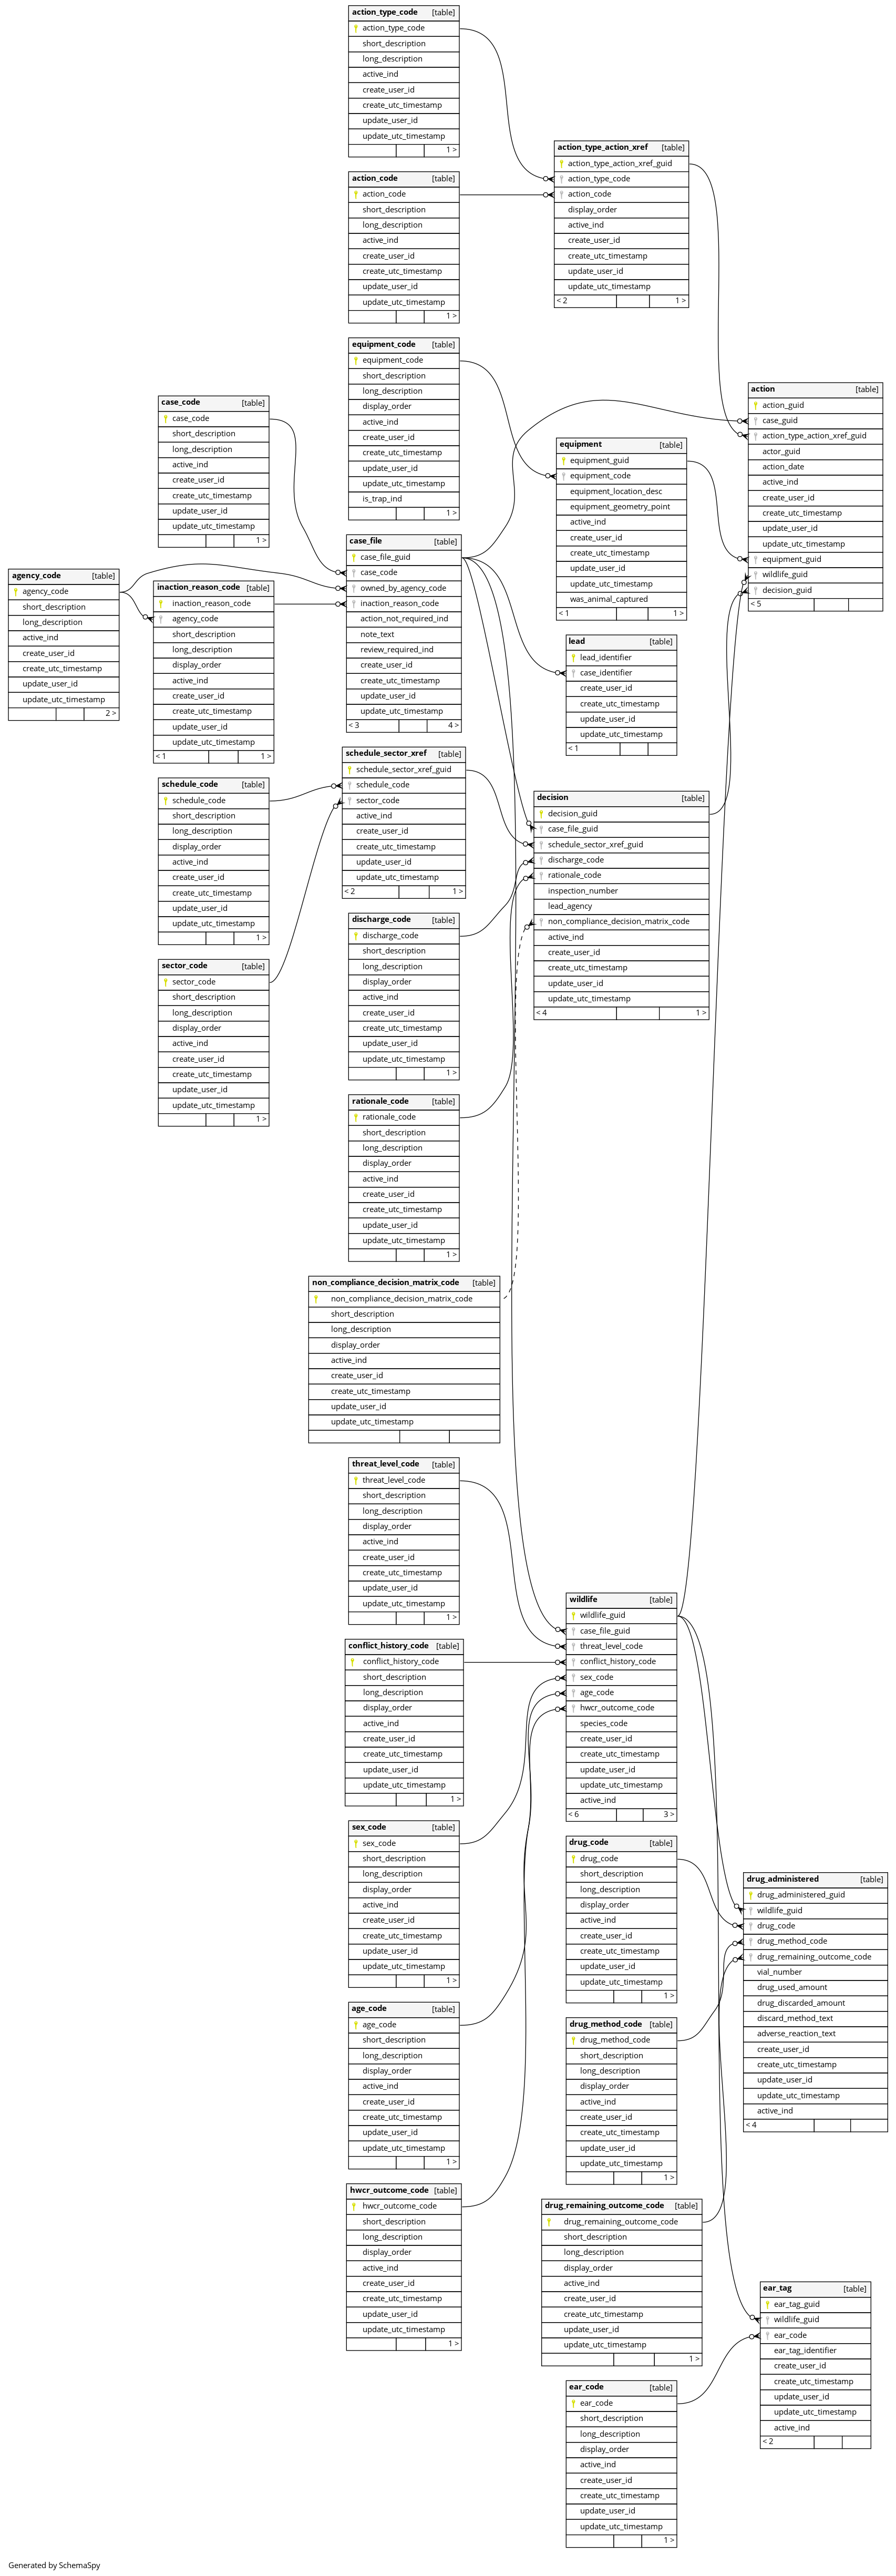 action_type_code [table]
action_type_code
short_description
long_description
active_ind
create_user_id
create_utc_timestamp
update_user_id
update_utc_timestamp
1 >
action_code [table]
action_code
short_description
long_description
active_ind
create_user_id
create_utc_timestamp
update_user_id
update_utc_timestamp
1 >
action_type_action_xref [table]
action_type_action_xref_guid
action_type_code
action_code
display_order
active_ind
create_user_id
create_utc_timestamp
update_user_id
update_utc_timestamp
< 2 1 >
equipment_code [table]
equipment_code
short_description
long_description
display_order
active_ind
create_user_id
create_utc_timestamp
update_user_id
update_utc_timestamp
is_trap_ind
1 >
action [table]
action_guid
case_guid
action_type_action_xref_guid
actor_guid
action_date
active_ind
create_user_id
create_utc_timestamp
update_user_id
update_utc_timestamp
equipment_guid
wildlife_guid
decision_guid
< 5
case_code [table]
case_code
short_description
long_description
active_ind
create_user_id
create_utc_timestamp
update_user_id
update_utc_timestamp
1 >
equipment [table]
equipment_guid
equipment_code
equipment_location_desc
equipment_geometry_point
active_ind
create_user_id
create_utc_timestamp
update_user_id
update_utc_timestamp
was_animal_captured
< 1 1 >
case_file [table]
case_file_guid
case_code
owned_by_agency_code
inaction_reason_code
action_not_required_ind
note_text
review_required_ind
create_user_id
create_utc_timestamp
update_user_id
update_utc_timestamp
< 3 4 >
agency_code [table]
agency_code
short_description
long_description
active_ind
create_user_id
create_utc_timestamp
update_user_id
update_utc_timestamp
2 >
inaction_reason_code [table]
inaction_reason_code
agency_code
short_description
long_description
display_order
active_ind
create_user_id
create_utc_timestamp
update_user_id
update_utc_timestamp
< 1 1 >
lead [table]
lead_identifier
case_identifier
create_user_id
create_utc_timestamp
update_user_id
update_utc_timestamp
< 1
schedule_sector_xref [table]
schedule_sector_xref_guid
schedule_code
sector_code
active_ind
create_user_id
create_utc_timestamp
update_user_id
update_utc_timestamp
< 2 1 >
schedule_code [table]
schedule_code
short_description
long_description
display_order
active_ind
create_user_id
create_utc_timestamp
update_user_id
update_utc_timestamp
1 >
decision [table]
decision_guid
case_file_guid
schedule_sector_xref_guid
discharge_code
rationale_code
inspection_number
lead_agency
non_compliance_decision_matrix_code
active_ind
create_user_id
create_utc_timestamp
update_user_id
update_utc_timestamp
< 4 1 >
discharge_code [table]
discharge_code
short_description
long_description
display_order
active_ind
create_user_id
create_utc_timestamp
update_user_id
update_utc_timestamp
1 >
sector_code [table]
sector_code
short_description
long_description
display_order
active_ind
create_user_id
create_utc_timestamp
update_user_id
update_utc_timestamp
1 >
rationale_code [table]
rationale_code
short_description
long_description
display_order
active_ind
create_user_id
create_utc_timestamp
update_user_id
update_utc_timestamp
1 >
non_compliance_decision_matrix_code [table]
non_compliance_decision_matrix_code
short_description
long_description
display_order
active_ind
create_user_id
create_utc_timestamp
update_user_id
update_utc_timestamp
threat_level_code [table]
threat_level_code
short_description
long_description
display_order
active_ind
create_user_id
create_utc_timestamp
update_user_id
update_utc_timestamp
1 >
wildlife [table]
wildlife_guid
case_file_guid
threat_level_code
conflict_history_code
sex_code
age_code
hwcr_outcome_code
species_code
create_user_id
create_utc_timestamp
update_user_id
update_utc_timestamp
active_ind
< 6 3 >
conflict_history_code [table]
conflict_history_code
short_description
long_description
display_order
active_ind
create_user_id
create_utc_timestamp
update_user_id
update_utc_timestamp
1 >
sex_code [table]
sex_code
short_description
long_description
display_order
active_ind
create_user_id
create_utc_timestamp
update_user_id
update_utc_timestamp
1 >
drug_code [table]
drug_code
short_description
long_description
display_order
active_ind
create_user_id
create_utc_timestamp
update_user_id
update_utc_timestamp
1 >
drug_administered [table]
drug_administered_guid
wildlife_guid
drug_code
drug_method_code
drug_remaining_outcome_code
vial_number
drug_used_amount
drug_discarded_amount
discard_method_text
adverse_reaction_text
create_user_id
create_utc_timestamp
update_user_id
update_utc_timestamp
active_ind
< 4
age_code [table]
age_code
short_description
long_description
display_order
active_ind
create_user_id
create_utc_timestamp
update_user_id
update_utc_timestamp
1 >
drug_method_code [table]
drug_method_code
short_description
long_description
display_order
active_ind
create_user_id
create_utc_timestamp
update_user_id
update_utc_timestamp
1 >
hwcr_outcome_code [table]
hwcr_outcome_code
short_description
long_description
display_order
active_ind
create_user_id
create_utc_timestamp
update_user_id
update_utc_timestamp
1 >
drug_remaining_outcome_code [table]
drug_remaining_outcome_code
short_description
long_description
display_order
active_ind
create_user_id
create_utc_timestamp
update_user_id
update_utc_timestamp
1 >
ear_tag [table]
ear_tag_guid
wildlife_guid
ear_code
ear_tag_identifier
create_user_id
create_utc_timestamp
update_user_id
update_utc_timestamp
active_ind
< 2
ear_code [table]
ear_code
short_description
long_description
display_order
active_ind
create_user_id
create_utc_timestamp
update_user_id
update_utc_timestamp
1 >
Generated by SchemaSpy